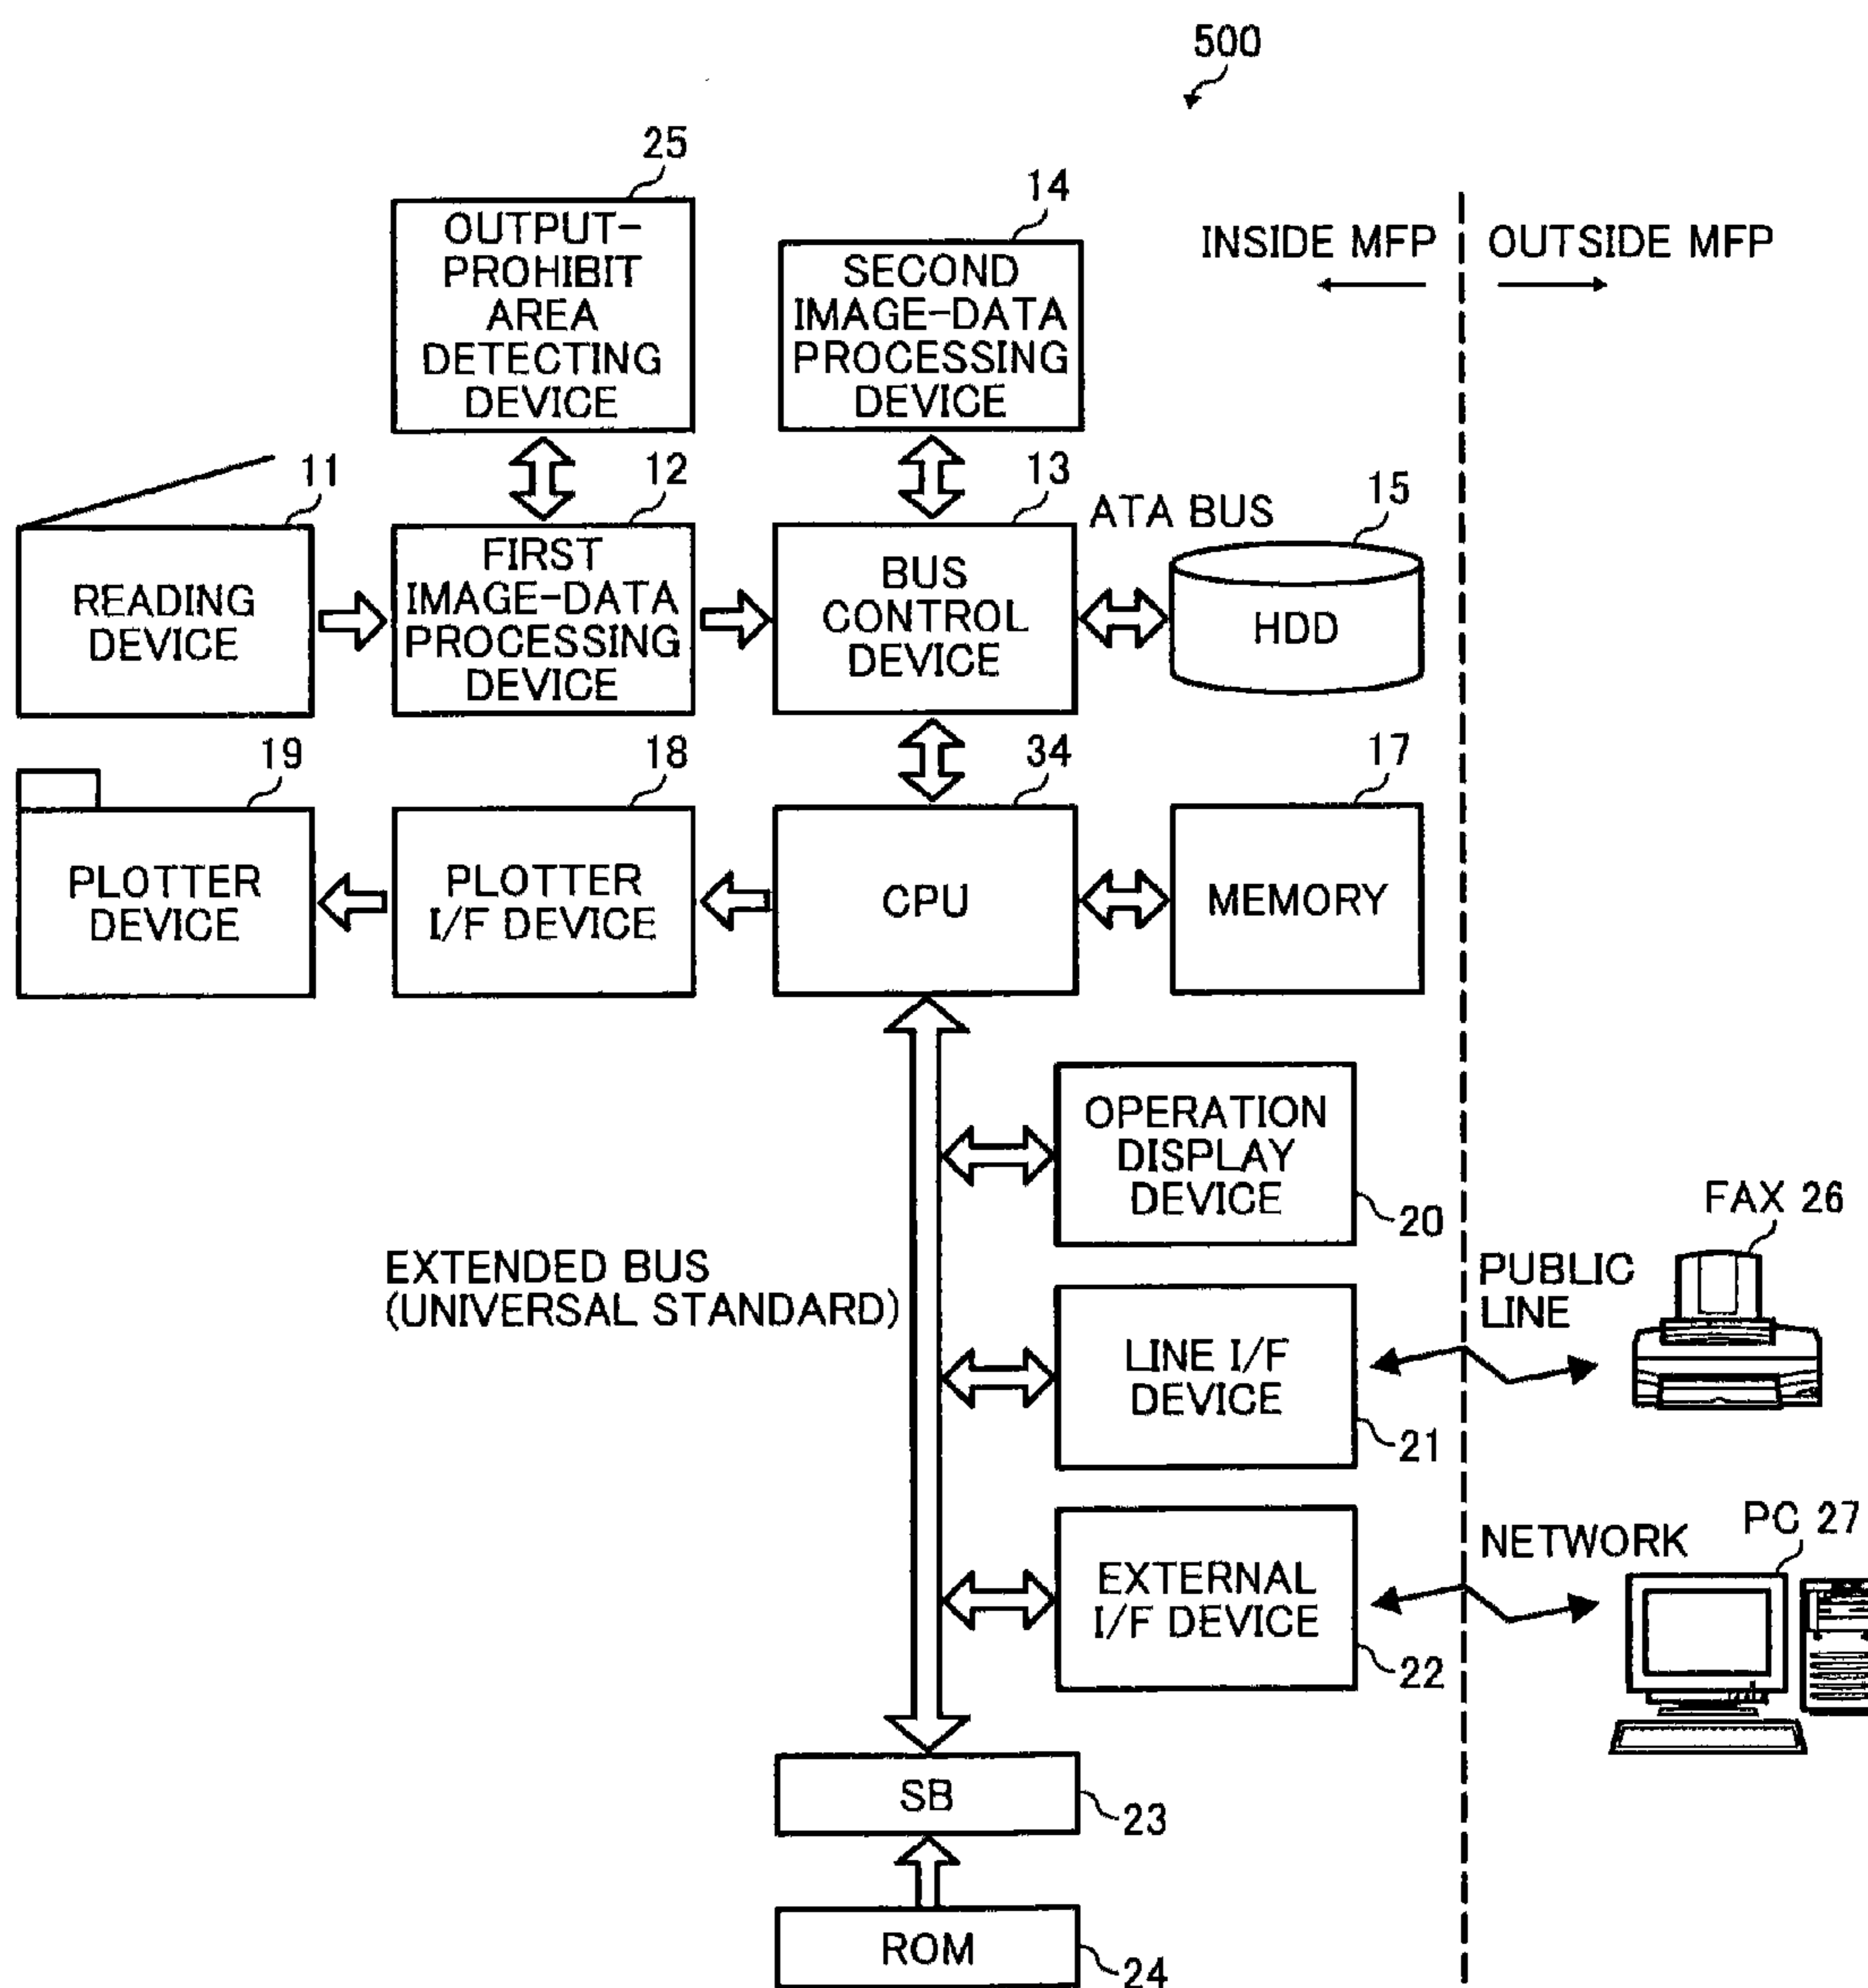 500
25
OUTPUT-
PROHIBIT
AREA
DETECTING
DEVICE
14
SECOND
IMAGE-DATA
PROCESSING
DEVICE
INSIDE MFP
OUTSIDE MFP
11
READING
DEVICE
12
FIRST
IMAGE-DATA
PROCESSING
DEVICE
13
BUS
CONTROL
DEVICE
ATA BUS
15
HDD
19
PLOTTER
DEVICE
18
PLOTTER
I/F DEVICE
34
CPU
17
MEMORY
EXTENDED BUS
(UNIVERSAL STANDARD)
OPERATION
DISPLAY
DEVICE
20
LINE I/F
DEVICE
21
PUBLIC
LINE
FAX 26
EXTERNAL
I/F DEVICE
22
NETWORK
PC 27
SB
23
ROM
24